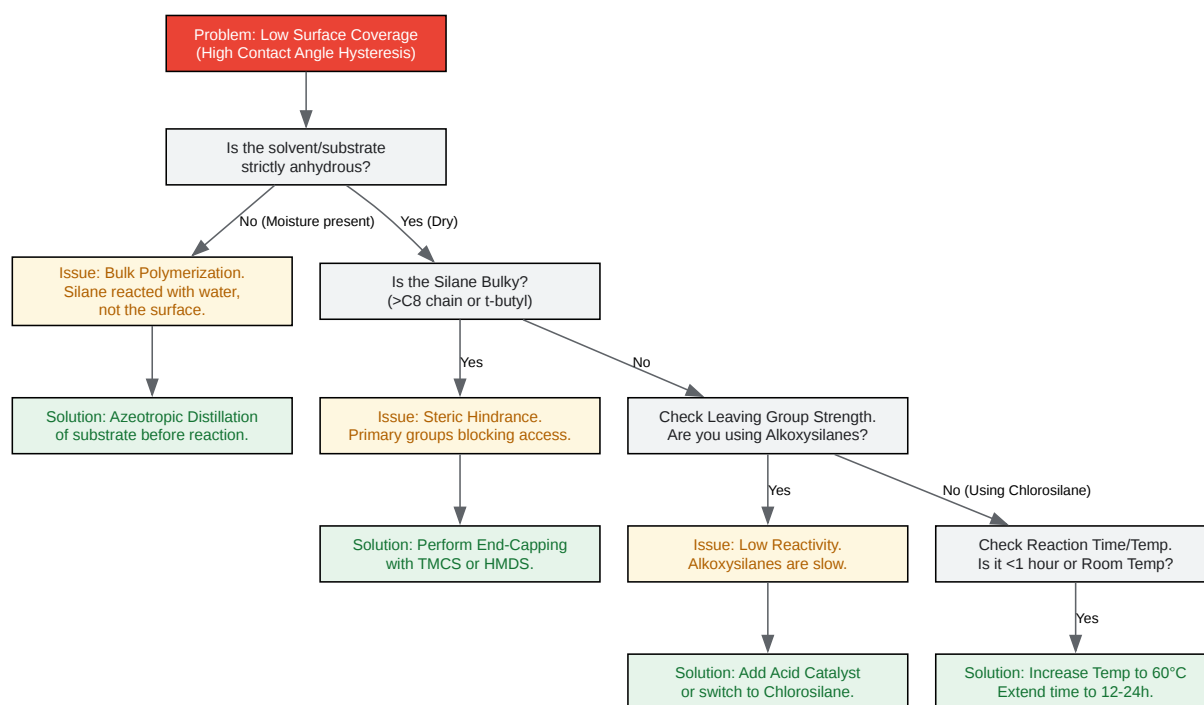 Problem: Low Surface Coverage
(High Contact Angle Hysteresis)
Is the solvent/substrate
strictly anhydrous?
No (Moisture present)
Yes (Dry)
Issue: Bulk Polymerization.
Silane reacted with water,
not the surface.
Is the Silane Bulky?
(>C8 chain or t-butyl)
Yes
No
Solution: Azeotropic Distillation
of substrate before reaction.
Issue: Steric Hindrance.
Primary groups blocking access.
Check Leaving Group Strength.
Are you using Alkoxysilanes?
Yes
No (Using Chlorosilane)
Solution: Perform End-Capping
with TMCS or HMDS.
Issue: Low Reactivity.
Alkoxysilanes are slow.
Check Reaction Time/Temp.
Is it <1 hour or Room Temp?
Yes
Solution: Add Acid Catalyst
or switch to Chlorosilane.
Solution: Increase Temp to 60°C
Extend time to 12-24h.